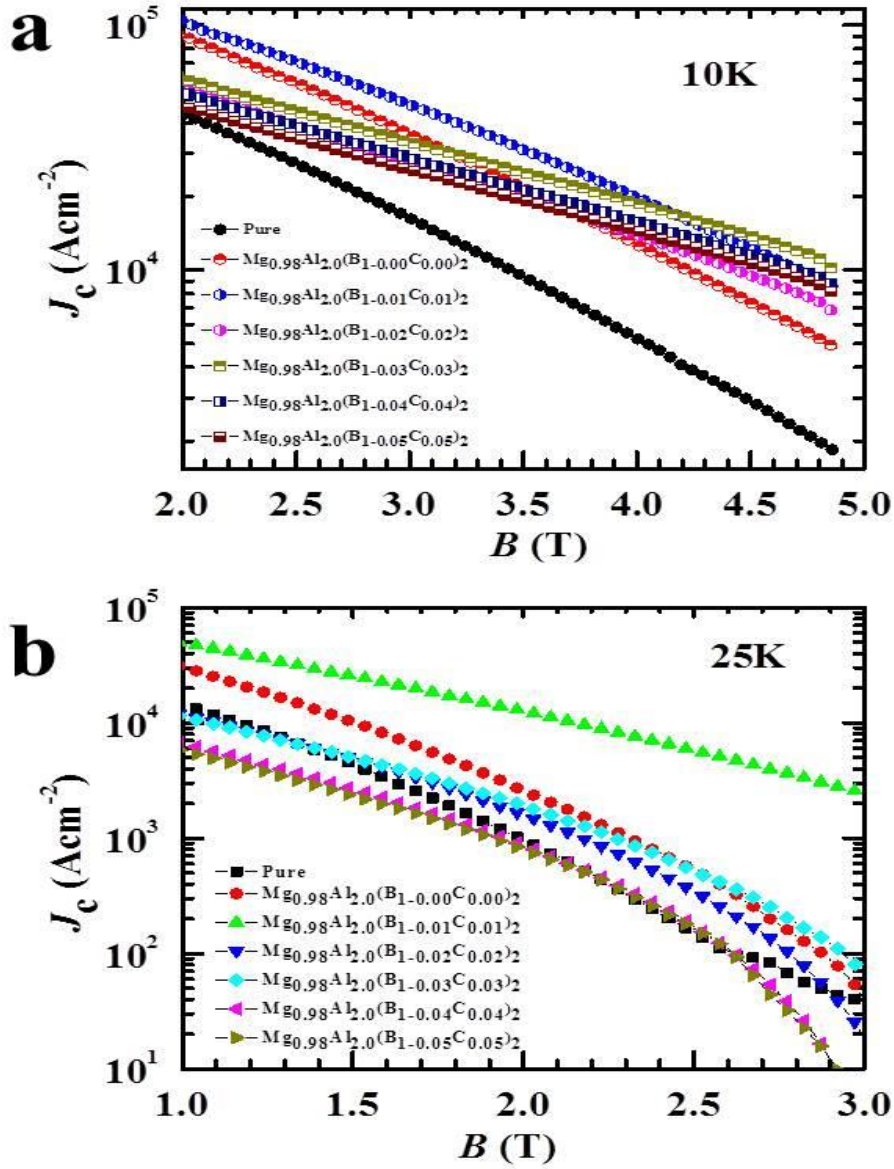 a
10⁵
10K
J_c (Acm⁻²)
10⁴
Pure
Mg₀.₉₈Al₂.₀(B₁₋₀.₀₀C₀.₀₀)₂
Mg₀.₉₈Al₂.₀(B₁₋₀.₀₁C₀.₀₁)₂
Mg₀.₉₈Al₂.₀(B₁₋₀.₀₂C₀.₀₂)₂
Mg₀.₉₈Al₂.₀(B₁₋₀.₀₃C₀.₀₃)₂
Mg₀.₉₈Al₂.₀(B₁₋₀.₀₄C₀.₀₄)₂
Mg₀.₉₈Al₂.₀(B₁₋₀.₀₅C₀.₀₅)₂
2.0 2.5 3.0 3.5 4.0 4.5 5.0
B (T)
b
10⁵
25K
10⁴
J_c (Acm⁻²)
10³
Pure
Mg₀.₉₈Al₂.₀(B₁₋₀.₀₀C₀.₀₀)₂
Mg₀.₉₈Al₂.₀(B₁₋₀.₀₁C₀.₀₁)₂
Mg₀.₉₈Al₂.₀(B₁₋₀.₀₂C₀.₀₂)₂
Mg₀.₉₈Al₂.₀(B₁₋₀.₀₃C₀.₀₃)₂
Mg₀.₉₈Al₂.₀(B₁₋₀.₀₄C₀.₀₄)₂
Mg₀.₉₈Al₂.₀(B₁₋₀.₀₅C₀.₀₅)₂
10²
10¹
1.0 1.5 2.0 2.5 3.0
B (T)